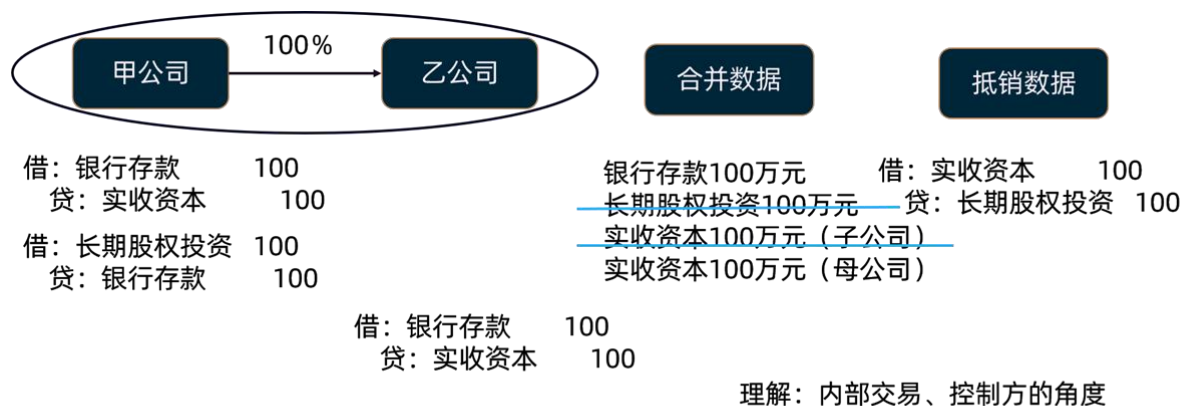 甲公司
100%
乙公司
合并数据
抵销数据
借：银行存款 100
贷：实收资本 100
借：长期股权投资 100
贷：银行存款 100
借：银行存款 100
贷：实收资本 100
银行存款100万元
长期股权投资100万元
实收资本100万元（子公司）
实收资本100万元（母公司）
借：实收资本 100
贷：长期股权投资 100
理解：内部交易、控制方的角度